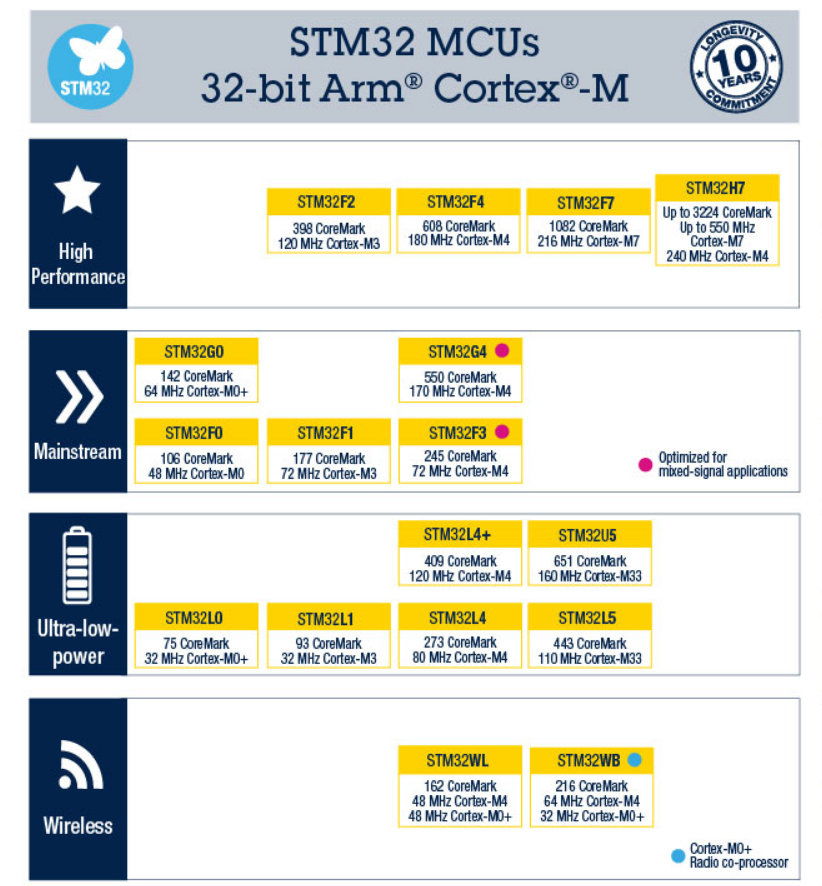 STM32
STM32 MCUs
32-bit Arm® Cortex®-M
LONGEVITY
10
YEARS
COMMITMENT
High
Performance
STM32F2
398 CoreMark
120 MHz Cortex-M3
STM32F4
608 CoreMark
180 MHz Cortex-M4
STM32F7
1082 CoreMark
216 MHz Cortex-M7
STM32H7
Up to 3224 CoreMark
Up to 550 MHz
Cortex-M7
240 MHz Cortex-M4
Mainstream
STM32G0
142 CoreMark
64 MHz Cortex-M0+
STM32G4
550 CoreMark
170 MHz Cortex-M4
STM32F0
106 CoreMark
48 MHz Cortex-M0
STM32F1
177 CoreMark
72 MHz Cortex-M3
STM32F3
245 CoreMark
72 MHz Cortex-M4
Optimized for
mixed-signal applications
Ultra-low-
power
STM32L4+
409 CoreMark
120 MHz Cortex-M4
STM32U5
651 CoreMark
160 MHz Cortex-M33
STM32L0
75 CoreMark
32 MHz Cortex-M0+
STM32L1
93 CoreMark
32 MHz Cortex-M3
STM32L4
273 CoreMark
80 MHz Cortex-M4
STM32L5
443 CoreMark
110 MHz Cortex-M33
Wireless
STM32WL
162 CoreMark
48 MHz Cortex-M4
48 MHz Cortex-M0+
STM32WB
216 CoreMark
64 MHz Cortex-M4
32 MHz Cortex-M0+
Cortex-M0+
Radio co-processor